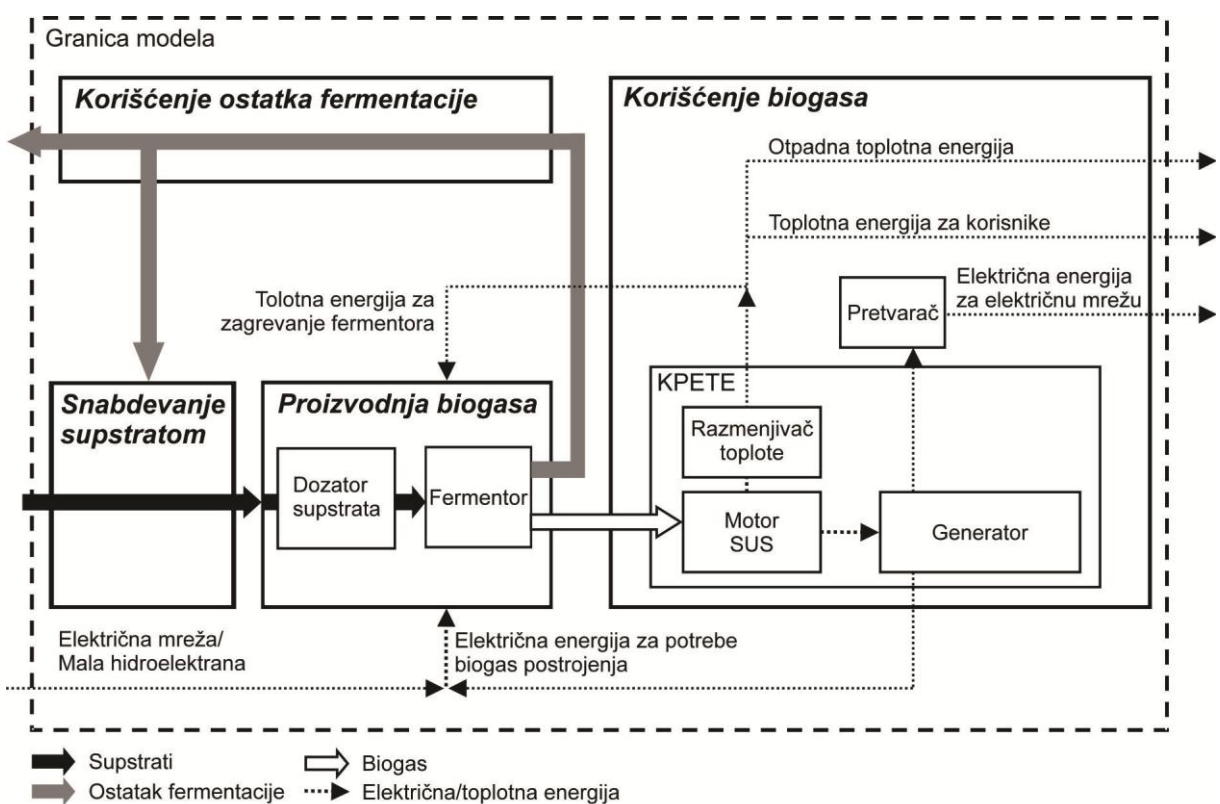 Granica modela
Korišćenje ostatka fermentacije
Korišćenje biogasa
Otpadna toplotna energija
Toplotna energija za korisnike
Električna energija
za električnu mrežu
Pretvarač
Tolotna energija za
zagrevanje fermentora
KPETE
Snabdevanje
supstratom
Proizvodnja biogasa
Razmenjivač
toplote
Dozator
supstrata
Fermentor
Motor
SUS
Generator
Električna mreža/
Mala hidroelektrana
Električna energija za potrebe
biogas postrojenja
Supstrati
Biogas
Ostatak fermentacije
Električna/toplotna energija